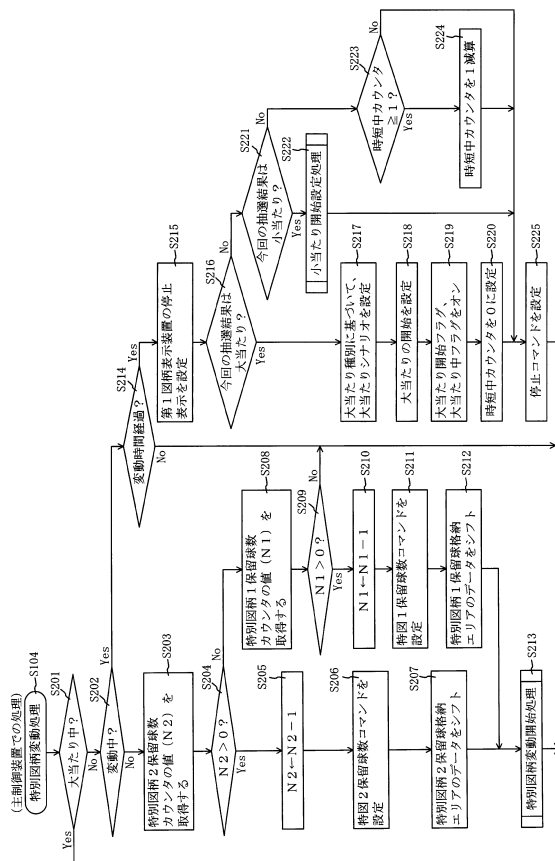 (主制御装置での処理)
特別図柄変動処理
S104
大当たり中?
S201
Yes
No
変動中?
S202
Yes
No
特別図柄2保留球数
カウンタの値(N2)を
取得する
S203
N2>0?
S204
No
Yes
N2←N2-1
S205
特図2保留球数コマンドを
設定
S206
特別図柄2保留球格納
エリアのデータをシフト
S207
特別図柄1保留球数
カウンタの値(N1)を
取得する
S208
N1>0?
S209
No
Yes
N1←N1-1
S210
特図1保留球数コマンドを
設定
S211
特別図柄1保留球格納
エリアのデータをシフト
S212
特別図柄変動開始処理
S213
変動時間経過?
S214
Yes
No
第1図柄表示装置の停止
表示を設定
S215
今回の抽選結果は
大当たり?
S216
No
Yes
大当たり種別に基づいて、
大当たりシナリオを設定
S217
大当たりの開始を設定
S218
大当たり開始フラグ、
大当たり中フラグをオン
S219
時短中カウンタを0に設定
S220
今回の抽選結果は
小当たり?
S221
No
Yes
小当たり開始設定処理
S222
時短中カウンタ
≧1?
S223
No
Yes
時短中カウンタを1減算
S224
停止コマンドを設定
S225